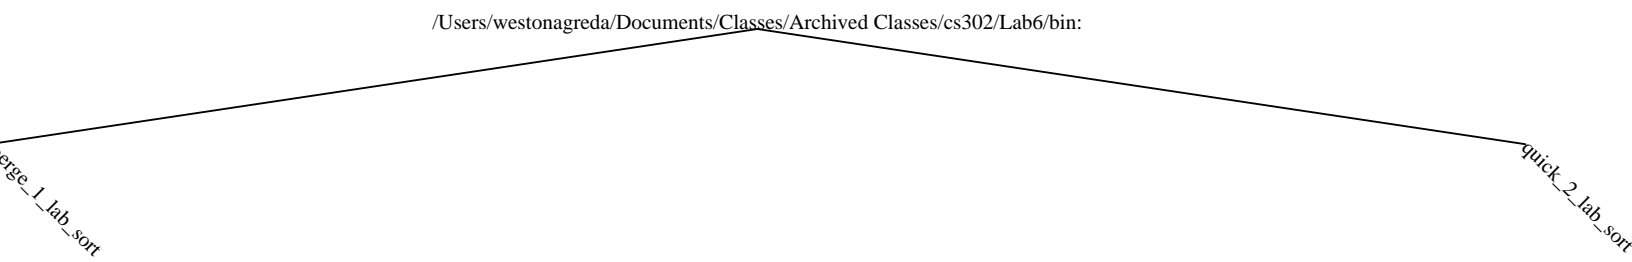 /Users/westonagreda/Documents/Classes/Archived Classes/cs302/Lab6/bin:
erge_1_lab_sort
quick_2_lab_sort